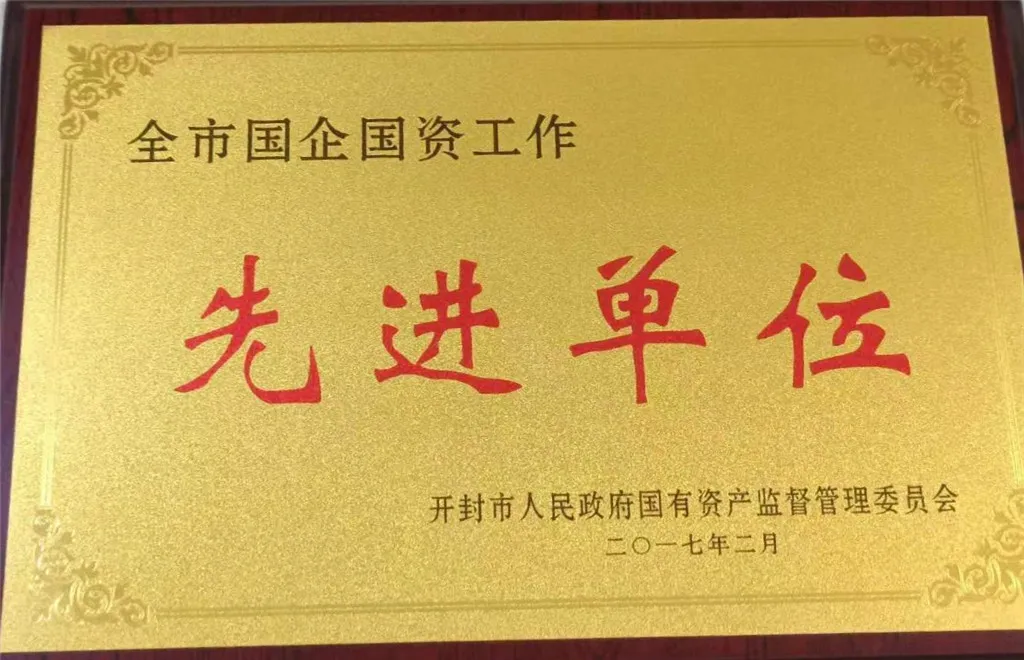 全市国企国资工作
先进单位
开封市人民政府国有资产监督管理委员会
二〇一七年二月